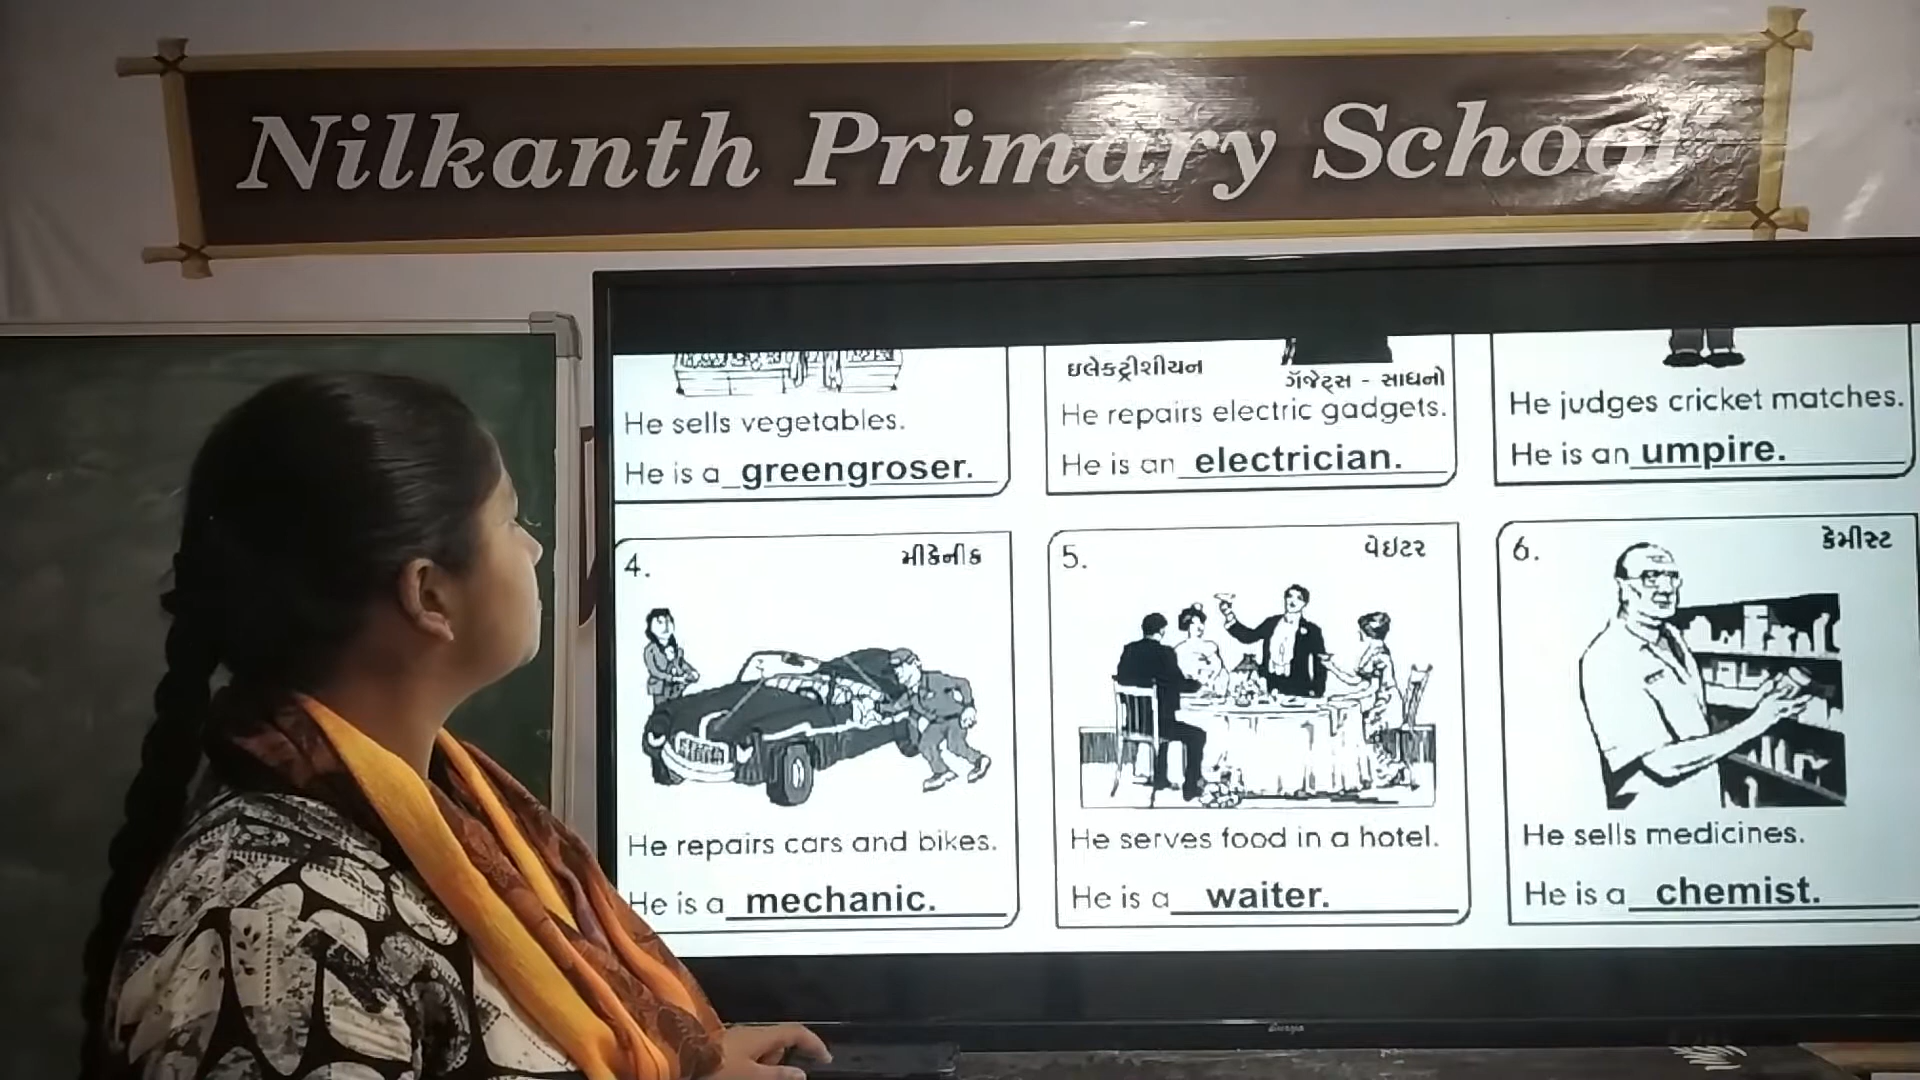 Nilkanth Primary School
He sells vegetables.
He is a greengroser.
ઇલેક્ટ્રીશીયન
ગૅજેટ્સ - સાધનો
He repairs electric gadgets.
He is an electrician.
He judges cricket matches.
He is an umpire.
4. મીકેનીક
He repairs cars and bikes.
He is a mechanic.
5. વેઇટર
He serves food in a hotel.
He is a waiter.
6. કેમીસ્ટ
He sells medicines.
He is a chemist.